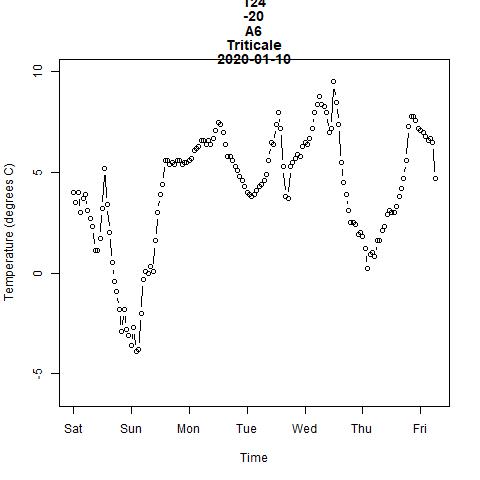 124
-20
A6
Triticale
2020-01-10
10
5
0
-5
Temperature (degrees C)
Sat Sun Mon Tue Wed Thu Fri
Time